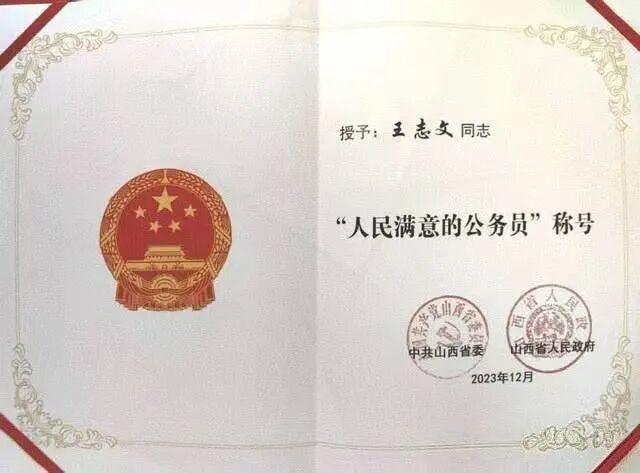 授予：王志文同志
“人民满意的公务员”称号
中共山西省委 山西省人民政府
2023年12月